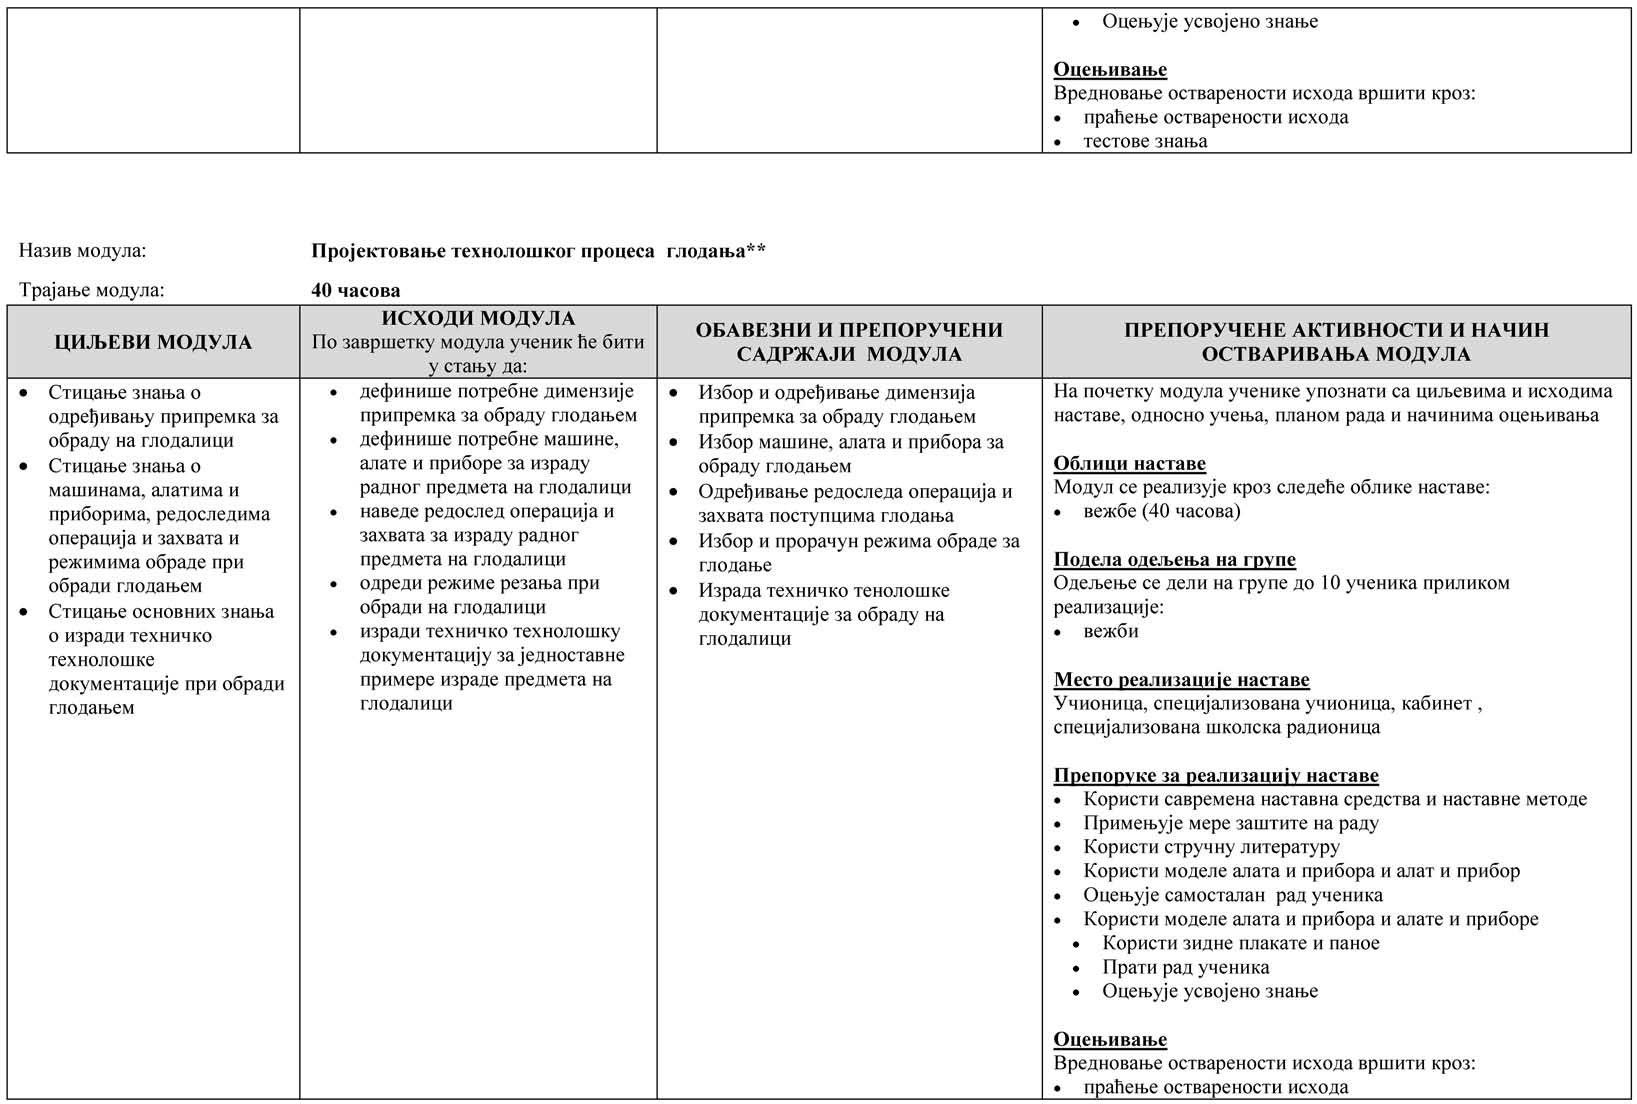 • Оцењује усвојено знање
Оцењивање
Вредновање остварености исхода вршити кроз:
• праћење остварености исхода
• тестове знања
Назив модула: Пројектовање технолошког процеса  глодања**
Трајање модула: 40 часова
ЦИЉЕВИ МОДУЛА
ИСХОДИ МОДУЛА
По завршетку модула ученик ће бити
у стању да:
ОБАВЕЗНИ И ПРЕПОРУЧЕНИ
САДРЖАЈИ  МОДУЛА
ПРЕПОРУЧЕНЕ АКТИВНОСТИ И НАЧИН
ОСТВАРИВАЊА МОДУЛА
• Стицање знања о
одређивању припремка за
обраду на глодалици
• Стицање знања о
машинама, алатима и
приборима, редоследима
операција и захвата и
режимима обраде при
обради глодањем
• Стицање основних знања
о изради техничко
технолошке
документације при обради
глодањем
• дефинише потребне димензије
припремка за обраду глодањем
• дефинише потребне машине,
алате и приборе за израду
радног предмета на глодалици
• наведе редослед операција и
захвата за израду радног
предмета на глодалици
• одреди режиме резања при
обради на глодалици
• изради техничко технолошку
документацију за једноставне
примере израде предмета на
глодалици
• Избор и одређивање димензија
припремка за обраду глодањем
• Избор машине, алата и прибора за
обраду глодањем
• Одређивање редоследа операција и
захвата поступцима глодања
• Избор и прорачун режима обраде за
глодање
• Израда техничко тенолошке
документације за обраду на
глодалици
На почетку модула ученике упознати са циљевима и исходима
наставе, односно учења, планом рада и начинима оцењивања
Облици наставе
Модул се реализује кроз следеће облике наставе:
• вежбе (40 часова)
Подела одељења на групе
Одељење се дели на групе до 10 ученика приликом
реализације:
• вежби
Место реализације наставе
Учионица, специјализована учионица, кабинет ,
специјализована школска радионица
Препоруке за реализацију наставе
• Користи савремена наставна средства и наставне методе
• Примењује мере заштите на раду
• Користи стручну литературу
• Користи моделе алата и прибора и алат и прибор
• Оцењује самосталан  рад ученика
• Користи моделе алата и прибора и алате и приборе
• Користи зидне плакате и паное
• Прати рад ученика
• Оцењује усвојено знање
Оцењивање
Вредновање остварености исхода вршити кроз:
• праћење остварености исхода